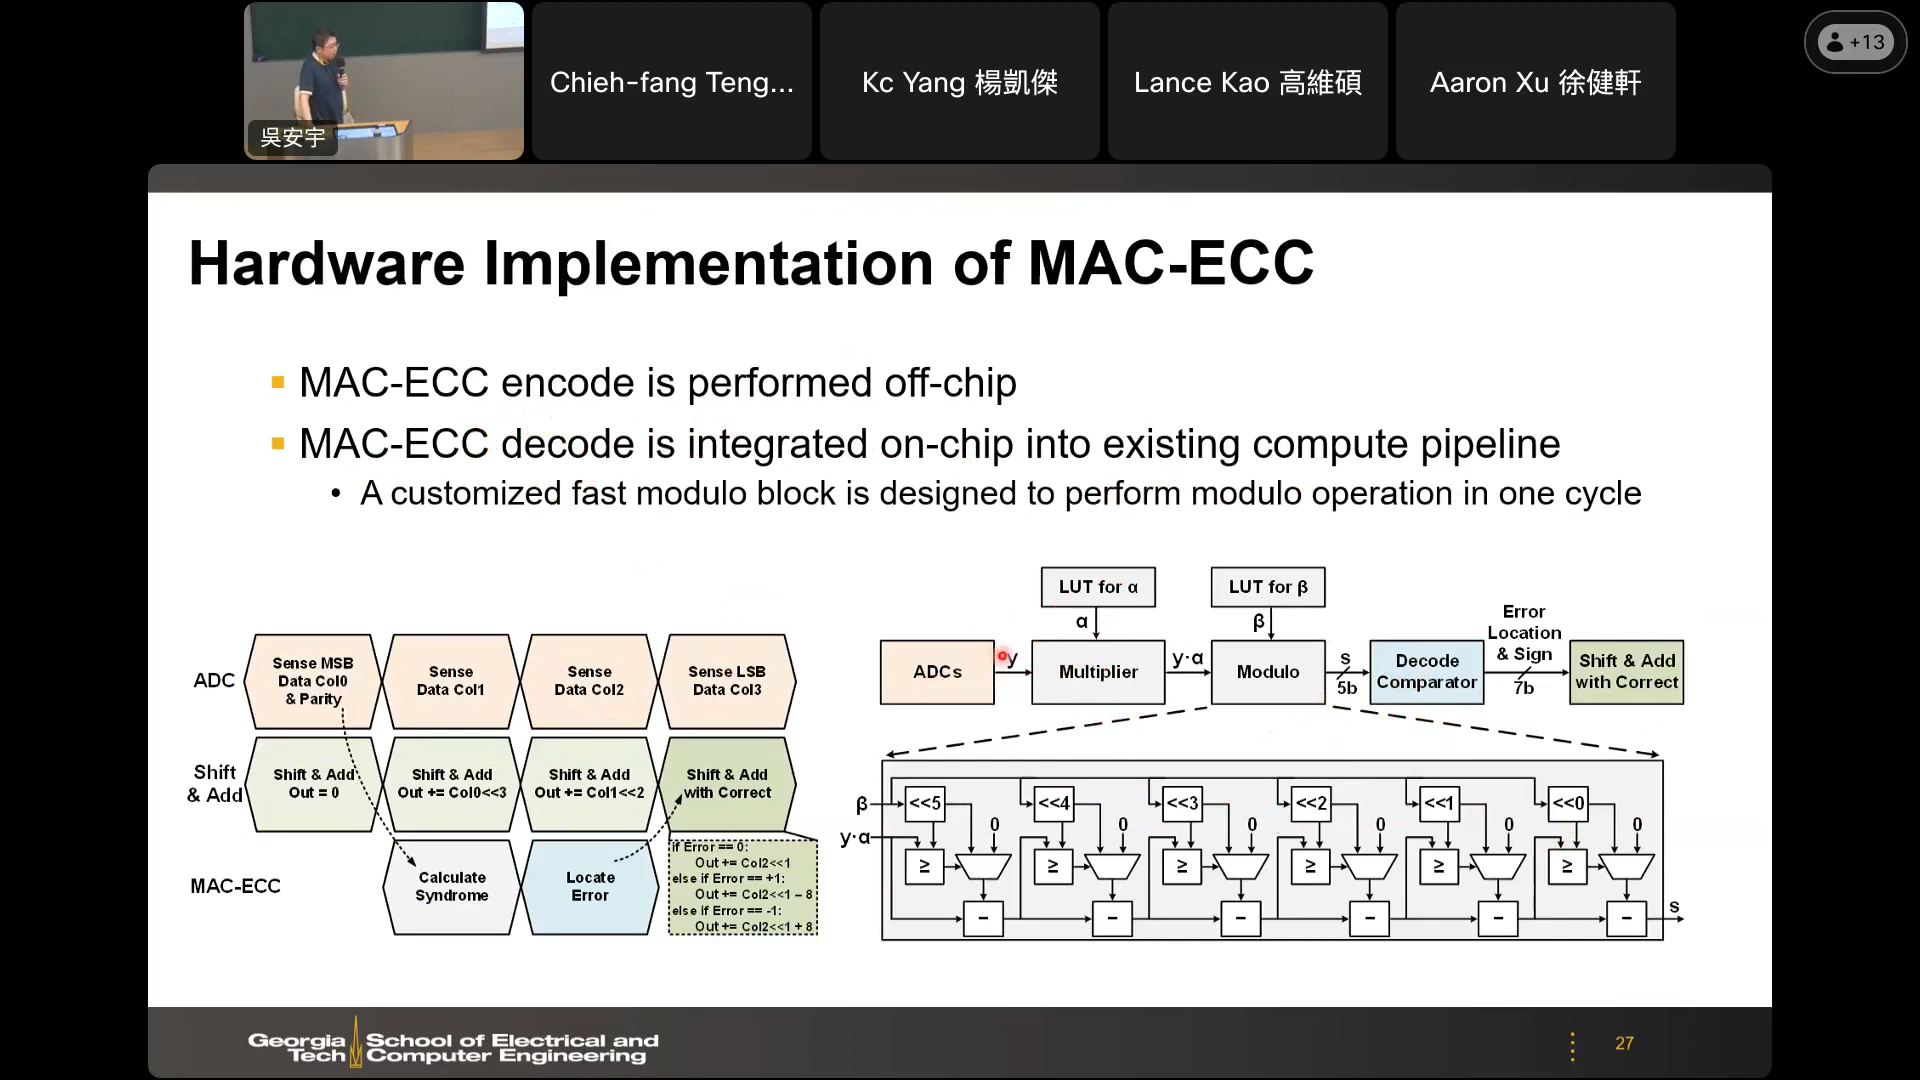 吳安宇
Chieh-fang Teng...
Kc Yang 楊凱傑
Lance Kao 高維碩
Aaron Xu 徐健軒
+13
Hardware Implementation of MAC-ECC
MAC-ECC encode is performed off-chip
MAC-ECC decode is integrated on-chip into existing compute pipeline
• A customized fast modulo block is designed to perform modulo operation in one cycle
ADC
Sense MSB
Data Col0
& Parity
Sense
Data Col1
Sense
Data Col2
Sense LSB
Data Col3
Shift
& Add
Shift & Add
Out = 0
Shift & Add
Out += Col0<<3
Shift & Add
Out += Col1<<2
Shift & Add
with Correct
MAC-ECC
Calculate
Syndrome
Locate
Error
if Error == 0:
Out += Col2<<1
else if Error == +1:
Out += Col2<<1 – 8
else if Error == -1:
Out += Col2<<1 + 8
LUT for α
LUT for β
α
β
ADCs
y
Multiplier
y·α
Modulo
s
5b
Decode
Comparator
Error
Location
& Sign
7b
Shift & Add
with Correct
β
<<5
<<4
<<3
<<2
<<1
<<0
0
0
0
0
0
0
y·α
≥
≥
≥
≥
≥
≥
−
−
−
−
−
−
s
Georgia
Tech
School of Electrical and
Computer Engineering
27